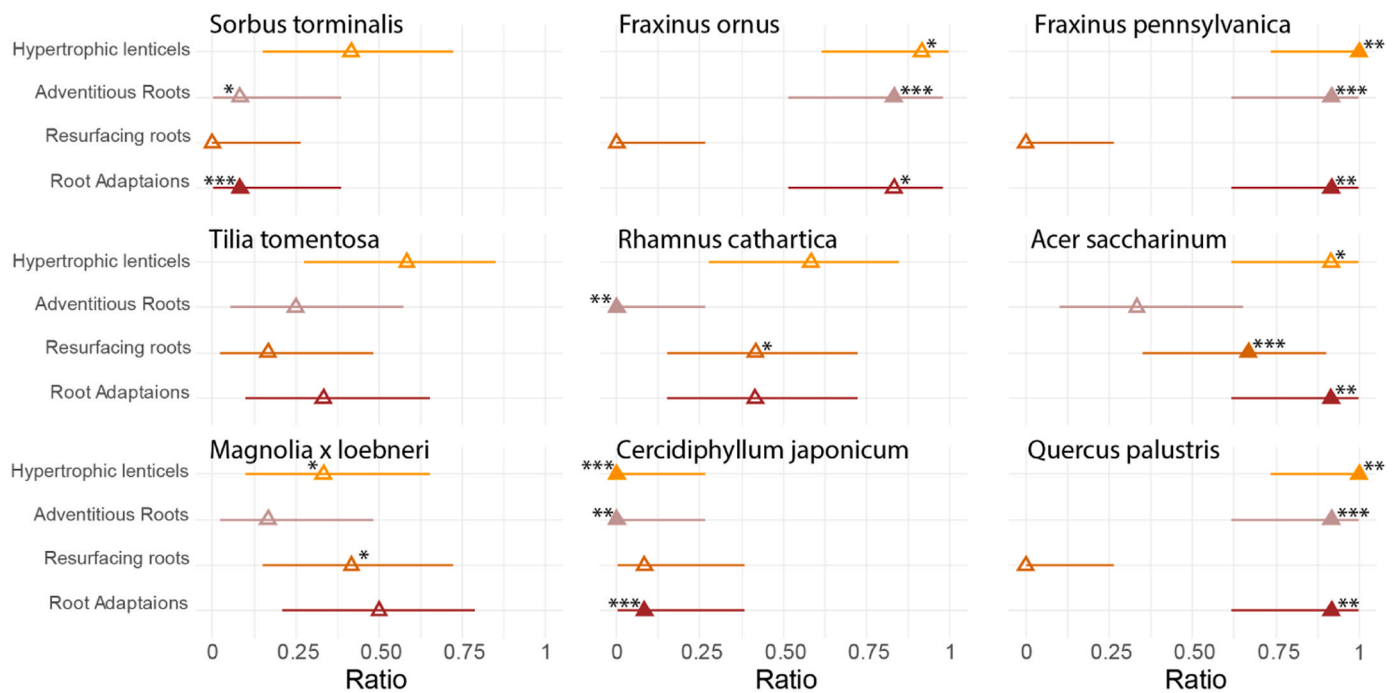 Sorbus torminalis Fraxinus ornus Fraxinus pennsylvanica
Hypertrophic lenticels * **
Adventitious Roots * *** ***
Resurfacing roots
Root Adaptaions *** * **
Tilia tomentosa Rhamnus cathartica Acer saccharinum
Hypertrophic lenticels *
Adventitious Roots **
Resurfacing roots * ***
Root Adaptaions **
Magnolia x loebneri Cercidiphyllum japonicum Quercus palustris
Hypertrophic lenticels * *** **
Adventitious Roots ** ***
Resurfacing roots *
Root Adaptaions *** **
0 0.25 0.50 0.75 1 0 0.25 0.50 0.75 1 0 0.25 0.50 0.75 1
Ratio Ratio Ratio